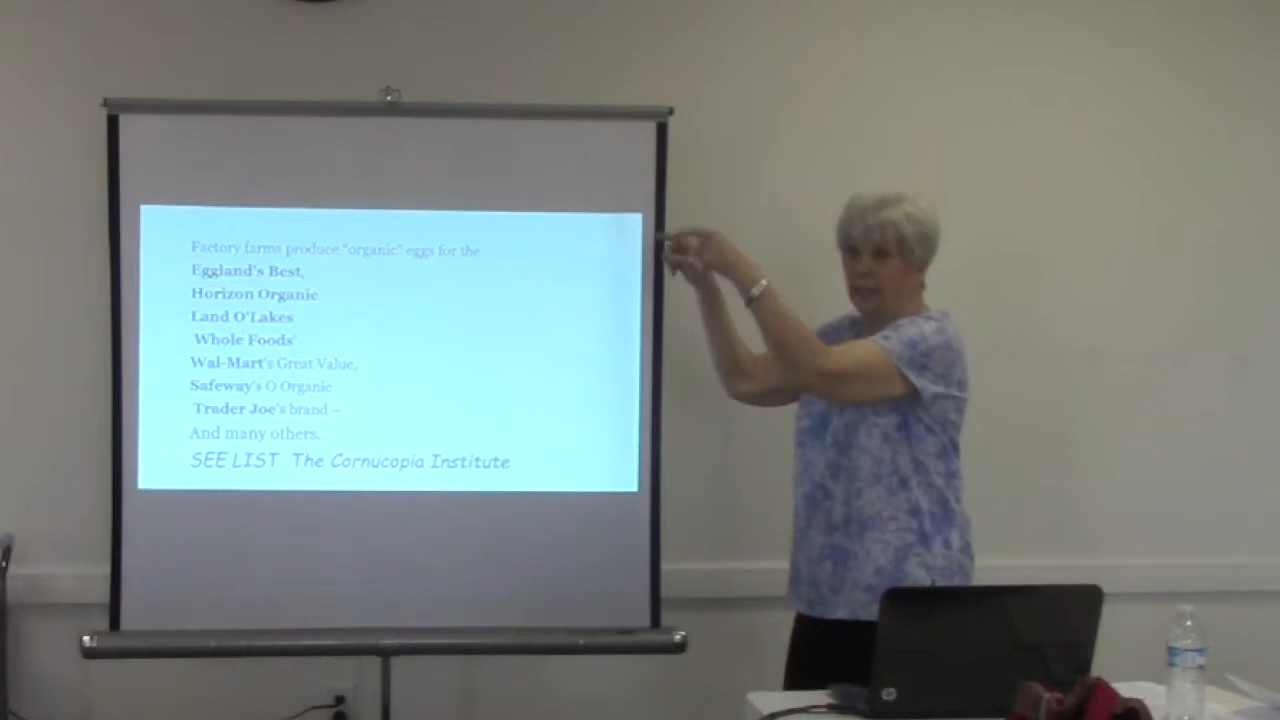 Factory farms produce "organic" eggs for the
Eggland's Best,
Horizon Organic
Land O'Lakes
Whole Foods'
Wal-Mart's Great Value,
Safeway's O Organic
Trader Joe's brand –
And many others.
SEE LIST The Cornucopia Institute
hp